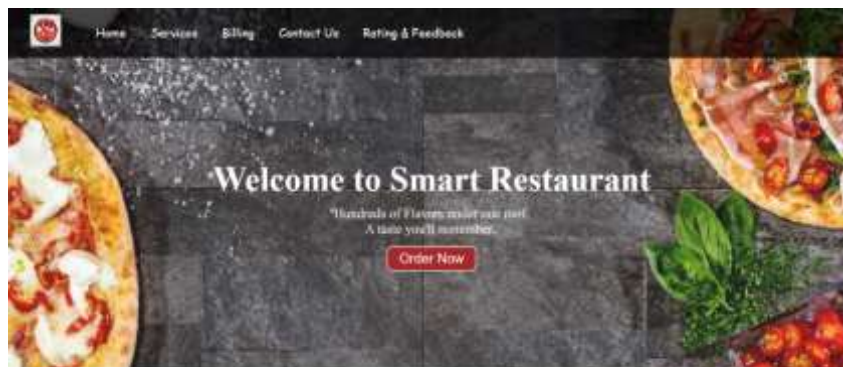 Home Services Billing Contact Us Rating & Feedback
Welcome to Smart Restaurant
"Hundreds of Flavors under one roof
A taste you'll remember.
Order Now